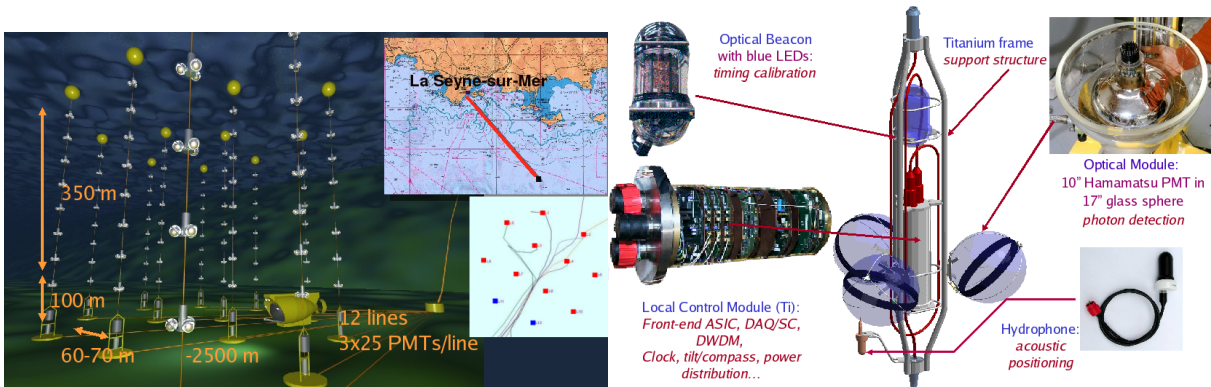 La Seyne-sur-Mer
350 m
100 m
60-70 m
-2500 m
12 lines
3x25 PMTs/line
Optical Beacon
with blue LEDs:
timing calibration
Titanium frame
support structure
Optical Module:
10" Hamamatsu PMT in
17" glass sphere
photon detection
Local Control Module (Ti)
Front-end ASIC, DAQ/SC,
DWDM,
Clock, tilt/compass, power
distribution...
Hydrophone:
acoustic
positioning